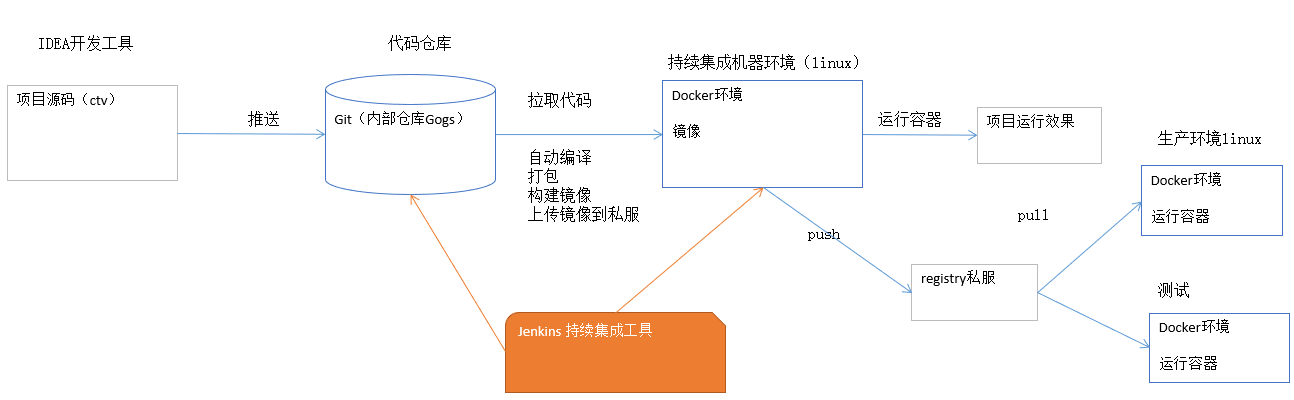 IDEA开发工具
项目源码（ctv）
推送
代码仓库
Git（内部仓库Gogs）
拉取代码
自动编译
打包
构建镜像
上传镜像到私服
持续集成机器环境（linux）
Docker环境
镜像
运行容器
项目运行效果
push
registry私服
pull
生产环境linux
Docker环境
运行容器
测试
Docker环境
运行容器
Jenkins 持续集成工具